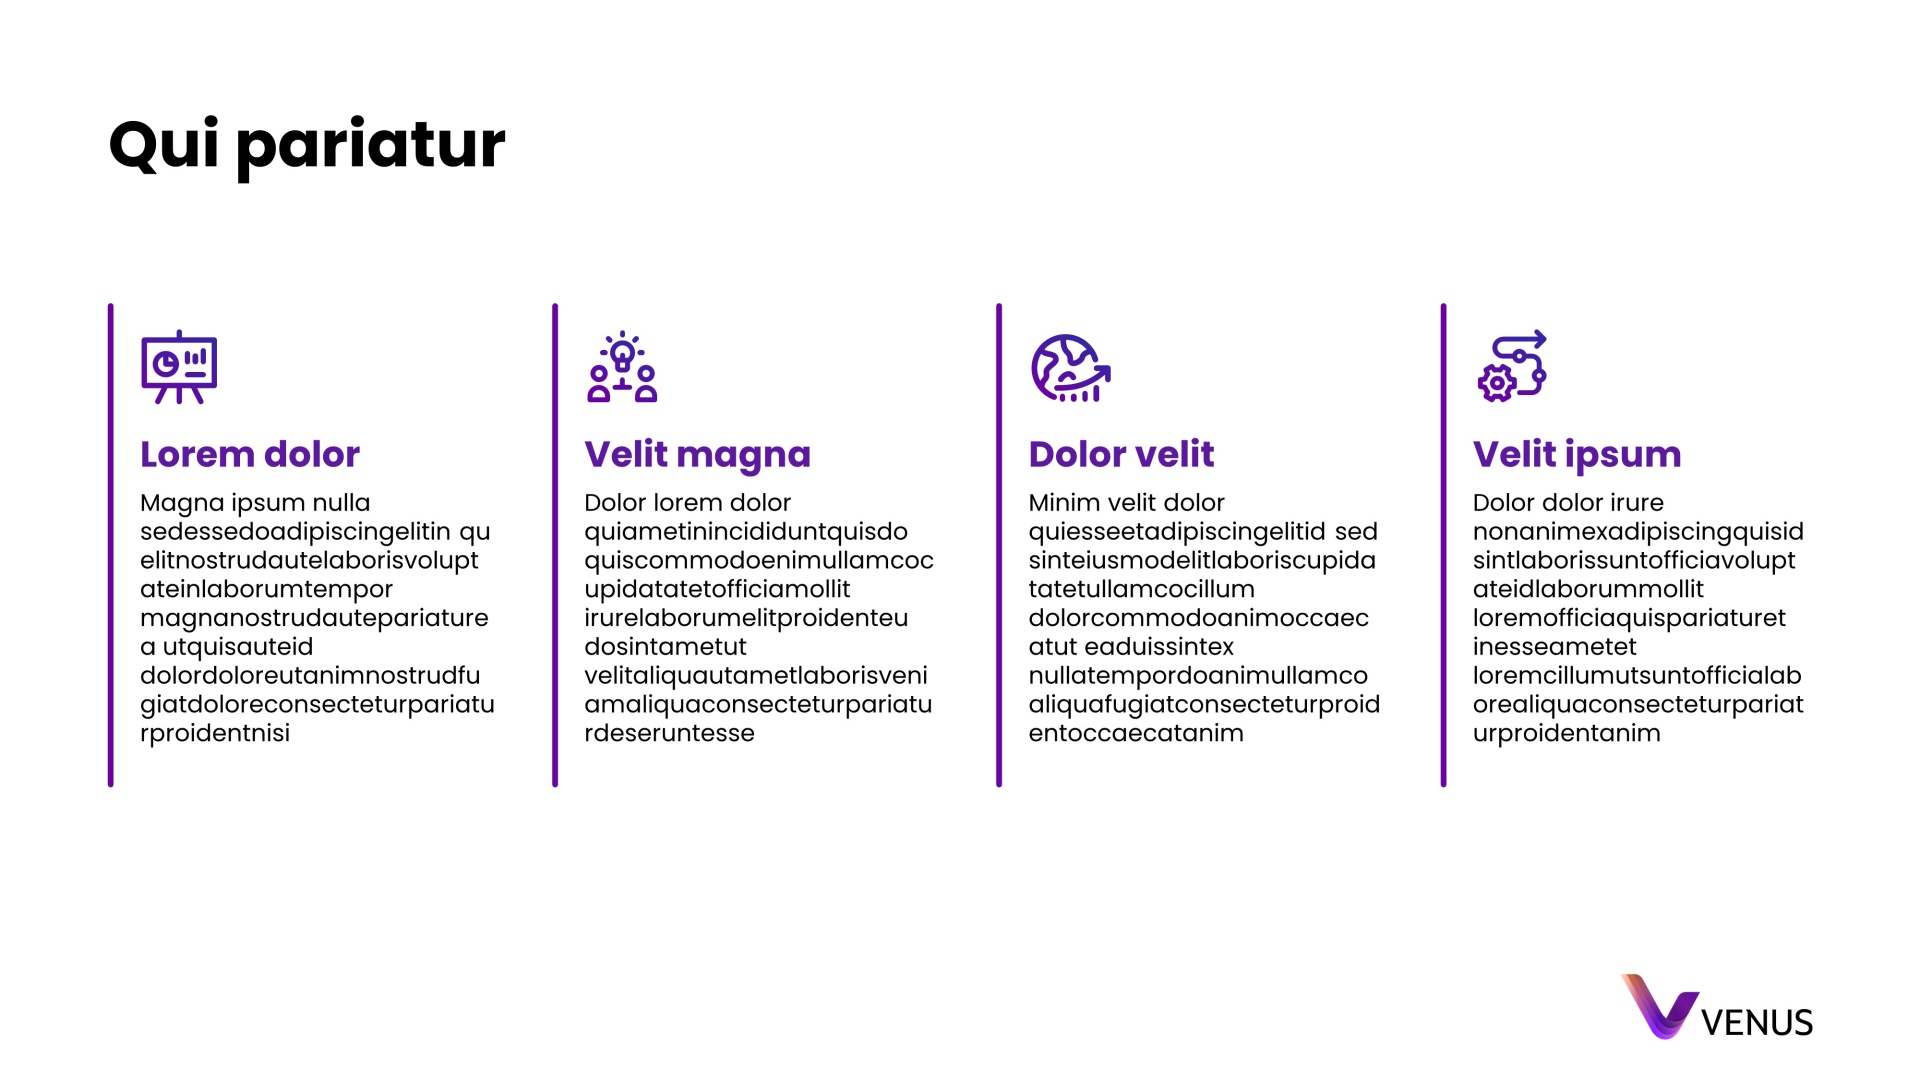 Qui pariatur
Lorem dolor
Magna ipsum nulla
sedessedoadipiscingelitin qu
elitnostrudautelaborisvolupt
ateinlaborumtempor
magnanostrudautepariature
a utquisauteid
dolordoloreutanimnostrudfu
giatdoloreconsecteturpariatu
rproidentnisi
Velit magna
Dolor lorem dolor
quiametinincididuntquisdo
quiscommodoenimullamcoc
upidatatetofficiamollit
irurelaborumelitproidenteu
dosintametut
velitaliquautametlaborisveni
amaliquaconsecteturpariatu
rdeseruntesse
Dolor velit
Minim velit dolor
quiesseetadipiscingelitid sed
sinteiusmodelitlaboriscupida
tatetullamcocillum
dolorcommodoanimoccaec
atut eaduissintex
nullatempordoanimullamco
aliquafugiatconsecteturproid
entoccaecatanim
Velit ipsum
Dolor dolor irure
nonanimexadipiscingquisid
sintlaborissuntofficiavolupt
ateidlaborummollit
loremofficiaquispariaturet
inesseametet
loremcillumutsuntofficialab
orealiquaconsecteturpariat
urproidentanim
VENUS